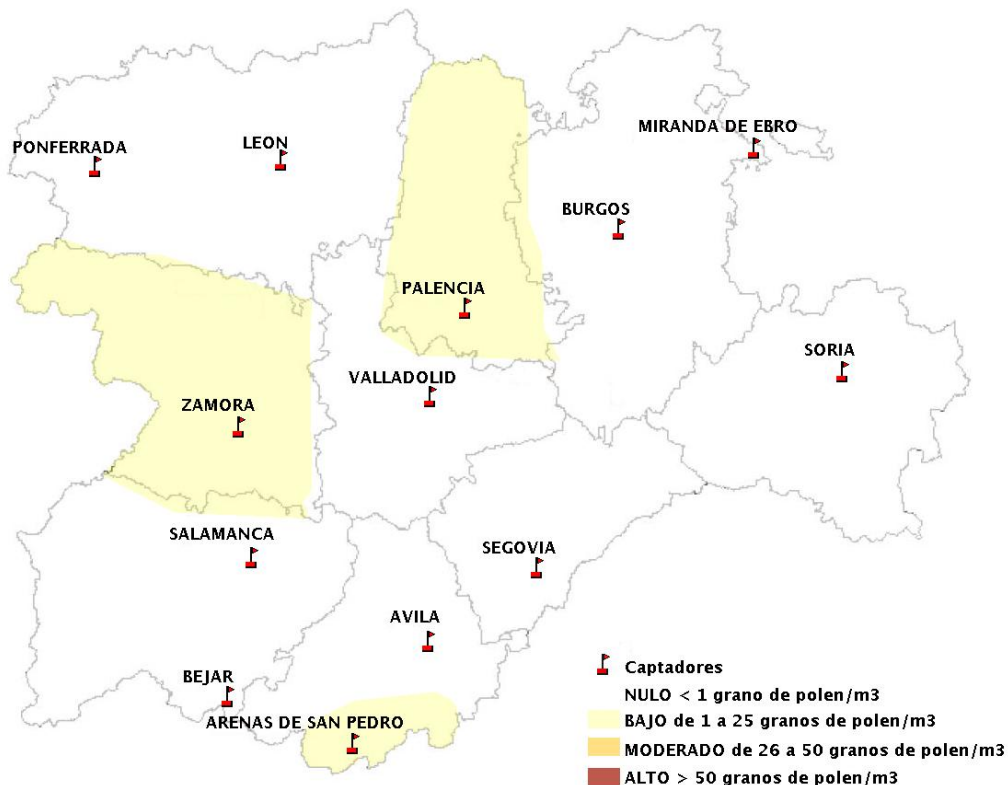 MIRANDA DE EBRO
PONFERRADA
LEON
BURGOS
PALENCIA
SORIA
VALLADOLID
ZAMORA
SALAMANCA
SEGOVIA
AVILA
BEJAR
ARENAS DE SAN PEDRO
Captadores
NULO < 1 grano de polen/m3
BAJO de 1 a 25 granos de polen/m3
MODERADO de 26 a 50 granos de polen/m3
ALTO > 50 granos de polen/m3